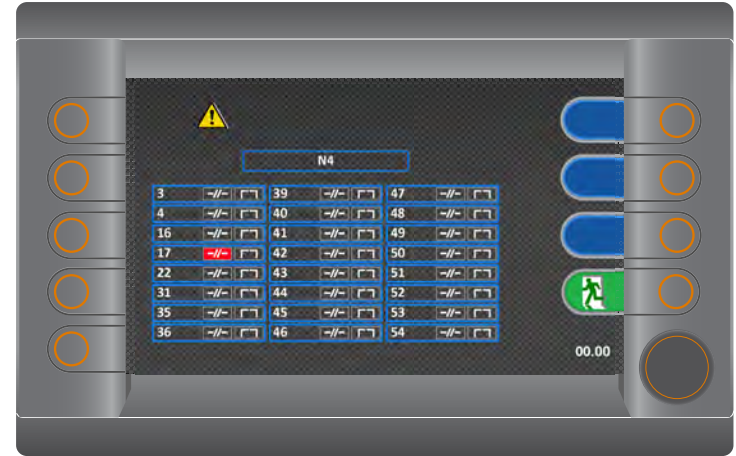 N4
3 -//- 39 -//- 47 -//-
4 -//- 40 -//- 48 -//-
16 -//- 41 -//- 49 -//-
17 -//- 42 -//- 50 -//-
22 -//- 43 -//- 51 -//-
31 -//- 44 -//- 52 -//-
35 -//- 45 -//- 53 -//-
36 -//- 46 -//- 54 -//-
00.00